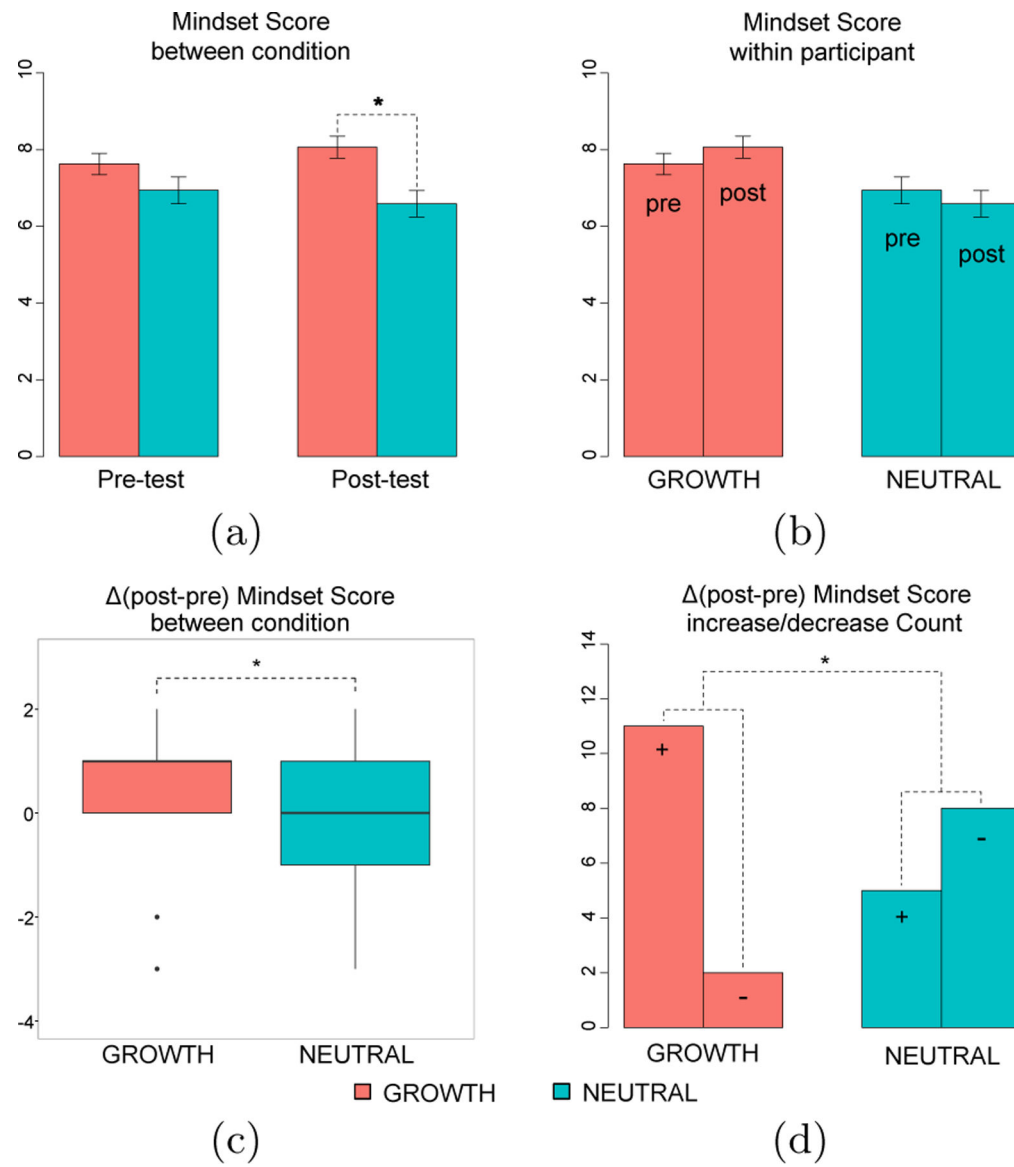 Mindset Score
between condition
10
8
6
4
2
0
*
Pre-test
Post-test
(a)
Mindset Score
within participant
10
8
6
4
2
0
pre
post
pre
post
GROWTH
NEUTRAL
(b)
Δ(post-pre) Mindset Score
between condition
*
2
0
-2
-4
GROWTH
NEUTRAL
(c)
Δ(post-pre) Mindset Score
increase/decrease Count
14
12
10
8
6
4
2
0
*
+
-
+
-
GROWTH
NEUTRAL
GROWTH
NEUTRAL
(d)